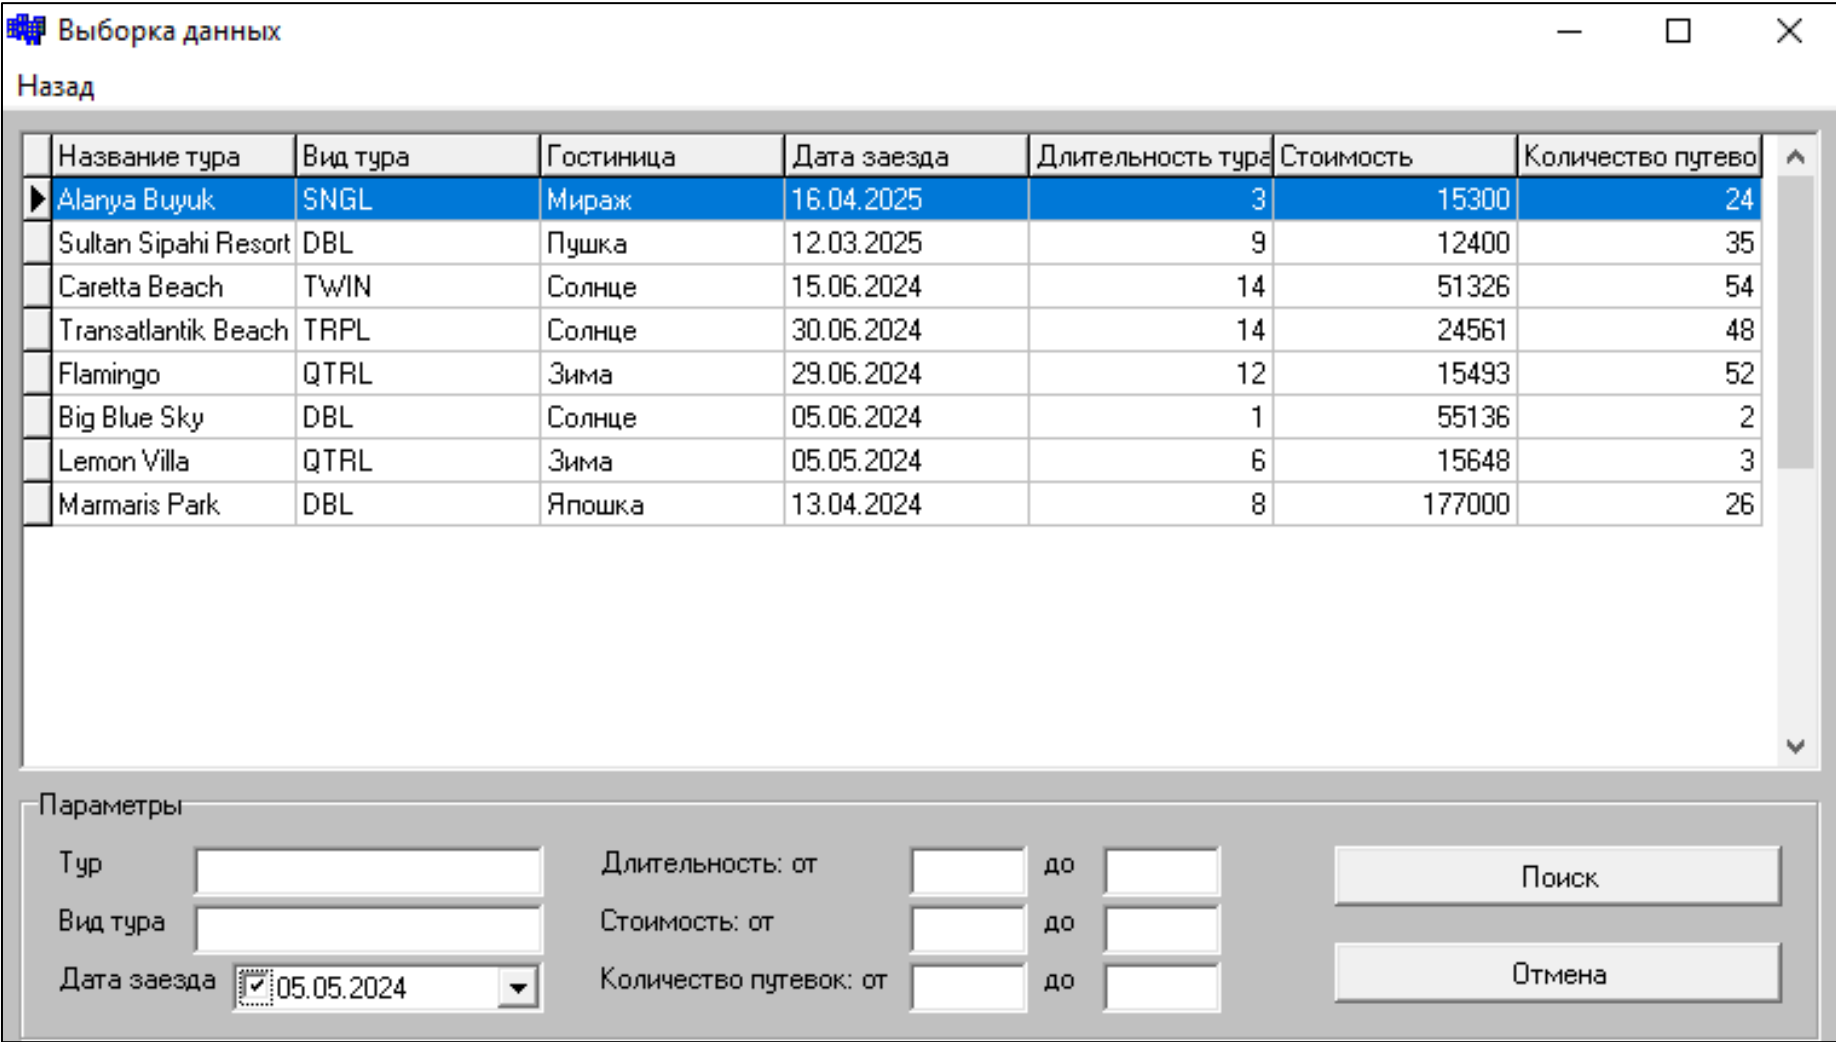 Выборка данных
Назад
Название тура Вид тура Гостиница Дата заезда Длительность тура Стоимость Количество путево
Alanya Buyuk SNGL Мираж 16.04.2025 3 15300 24
Sultan Sipahi Resort DBL Пушка 12.03.2025 9 12400 35
Caretta Beach TWIN Солнце 15.06.2024 14 51326 54
Transatlantik Beach TRPL Солнце 30.06.2024 14 24561 48
Flamingo QTRL Зима 29.06.2024 12 15493 52
Big Blue Sky DBL Солнце 05.06.2024 1 55136 2
Lemon Villa QTRL Зима 05.05.2024 6 15648 3
Marmaris Park DBL Япошка 13.04.2024 8 177000 26
Параметры
Тур Длительность: от до Поиск
Вид тура Стоимость: от до
Дата заезда 05.05.2024 Количество путевок: от до Отмена